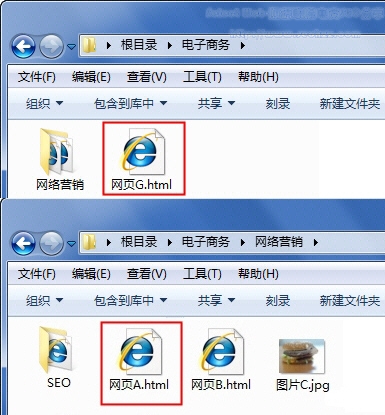 根目录 电子商务
文件(F) 编辑(E) 查看(V) 工具(T) 帮助(H)
组织 包含到库中 共享 刻录 新建文件夹
网络营销 网页G.html
根目录 电子商务 网络营销
文件(F) 编辑(E) 查看(V) 工具(T) 帮助(H)
组织 包含到库中 共享 刻录 新建文件夹
SEO 网页A.html 网页B.html 图片C.jpg